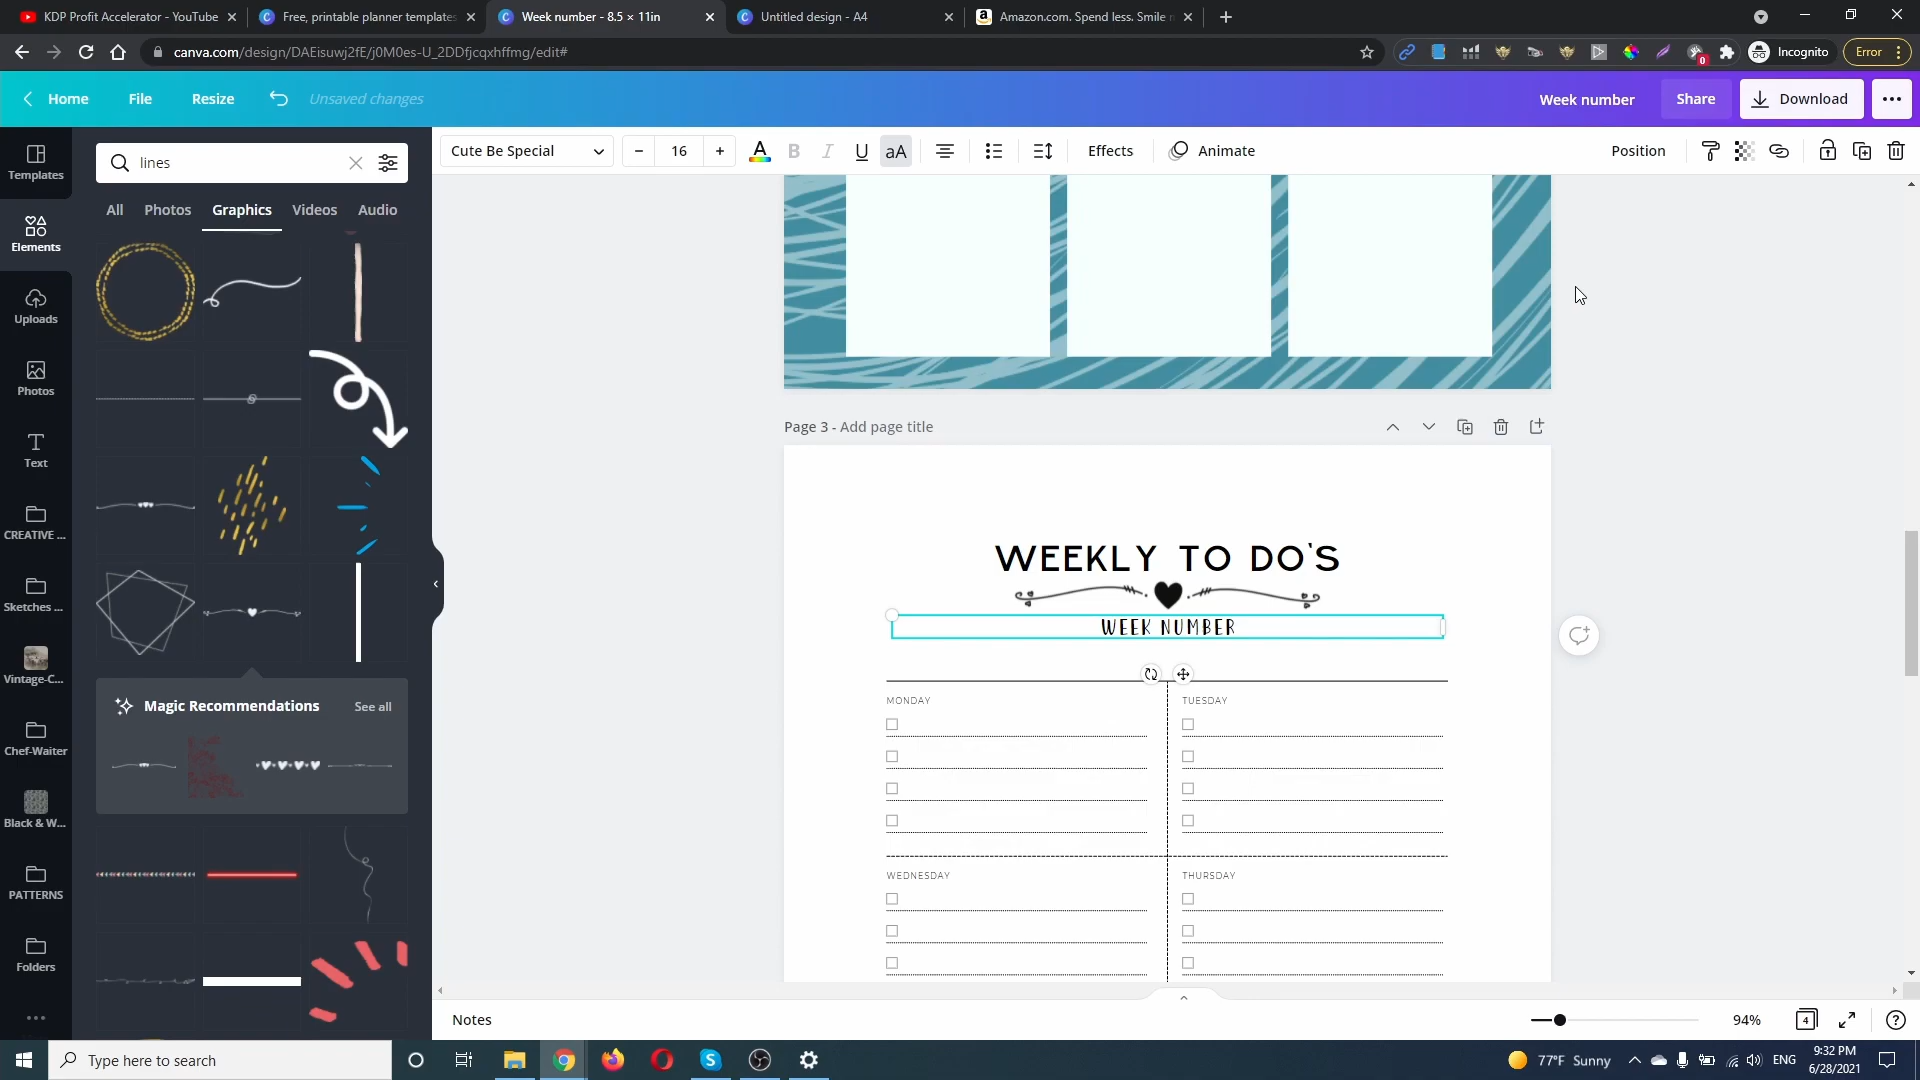 KDP Profit Accelerator - YouTube
Free, printable planner templates
Week number - 8.5 × 11in
Untitled design - A4
Amazon.com. Spend less. Smile
canva.com/design/DAEisuwj2fE/j0M0es-U_2DDfjcqxhffmg/edit#
0
Incognito
Error
Home
File
Resize
Unsaved changes
Week number
Share
Download
Templates
Elements
Uploads
Photos
Text
CREATIVE ...
Sketches ...
Vintage-C...
Chef-Waiter
Black & W...
PATTERNS
Folders
lines
All
Photos
Graphics
Videos
Audio
Magic Recommendations
See all
Cute Be Special
16
A
B
I
U
aA
Effects
Animate
Position
Page 3 - Add page title
WEEKLY TO DO'S
WEEK NUMBER
MONDAY
TUESDAY
WEDNESDAY
THURSDAY
Notes
94%
4
?
Type here to search
77°F Sunny
ENG
9:32 PM
6/28/2021